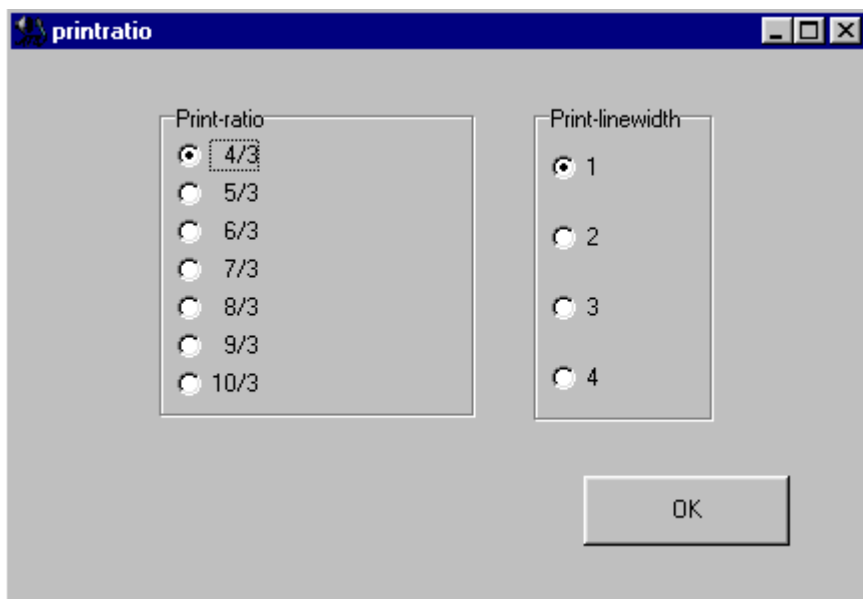 printratio
Print-ratio
4/3
5/3
6/3
7/3
8/3
9/3
10/3
Print-linewidth
1
2
3
4
OK